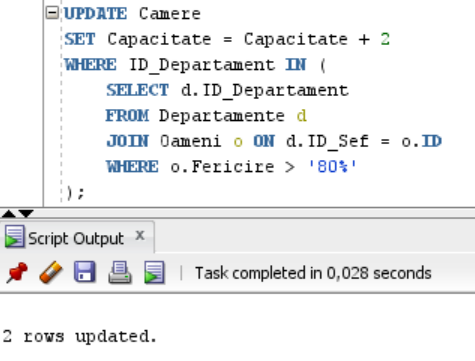 UPDATE Camere
SET Capacitate = Capacitate + 2
WHERE ID_Departament IN (
SELECT d.ID_Departament
FROM Departamente d
JOIN Oameni o ON d.ID_Sef = o.ID
WHERE o.Fericire > '80%'
);
Script Output x
Task completed in 0,028 seconds
2 rows updated.